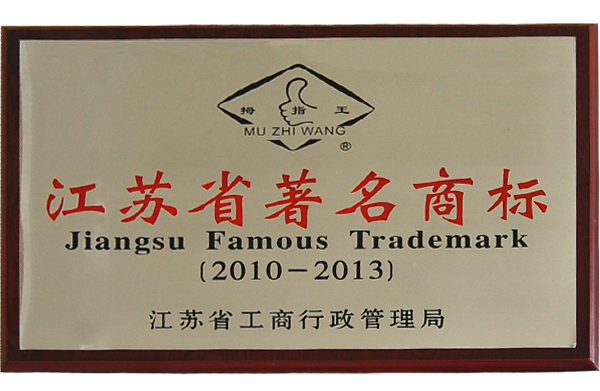 拇 指 王
MU ZHI WANG
®
江苏省著名商标
Jiangsu Famous Trademark
(2010-2013)
江苏省工商行政管理局